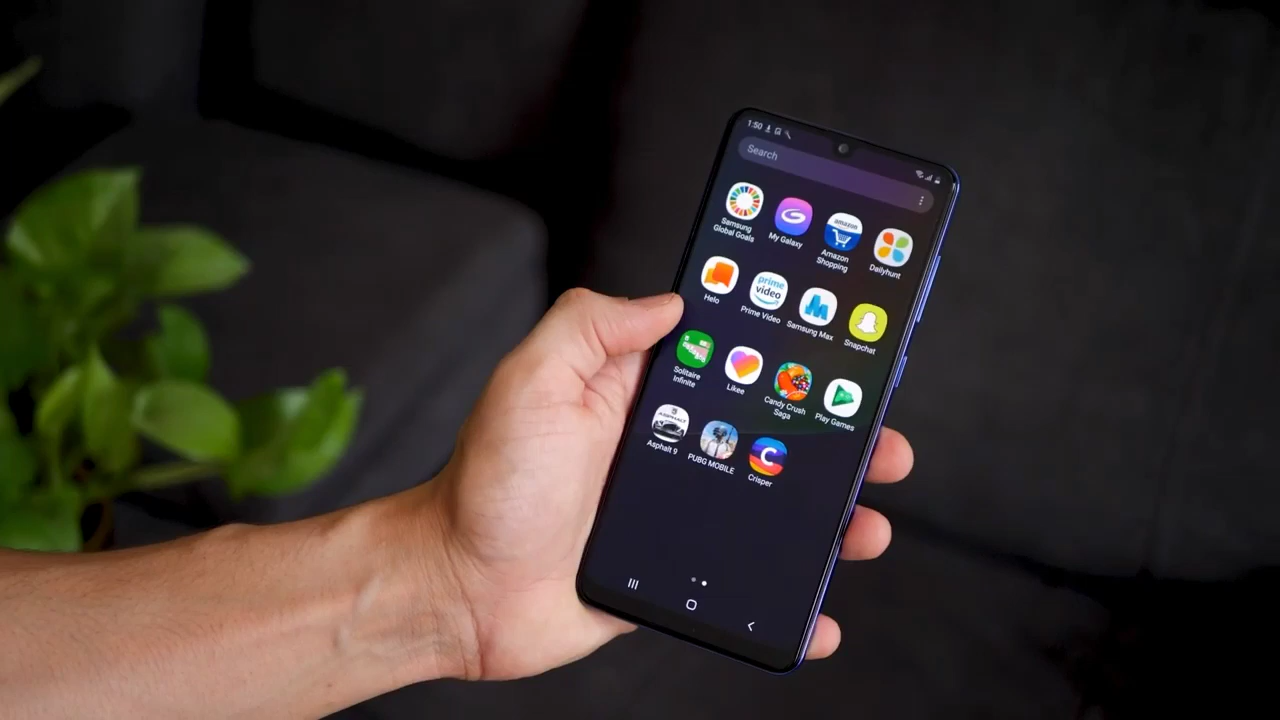 1:50
Search
Samsung
Global Goals
My Galaxy
amazon
Amazon
Shopping
Dailyhunt
Helo
prime
video
Prime Video
Samsung Max
Snapchat
Solitaire
Infinite
Likee
Candy Crush
Saga
Play Games
ASPHALT
Asphalt 9
PUBG MOBILE
C
Crisper